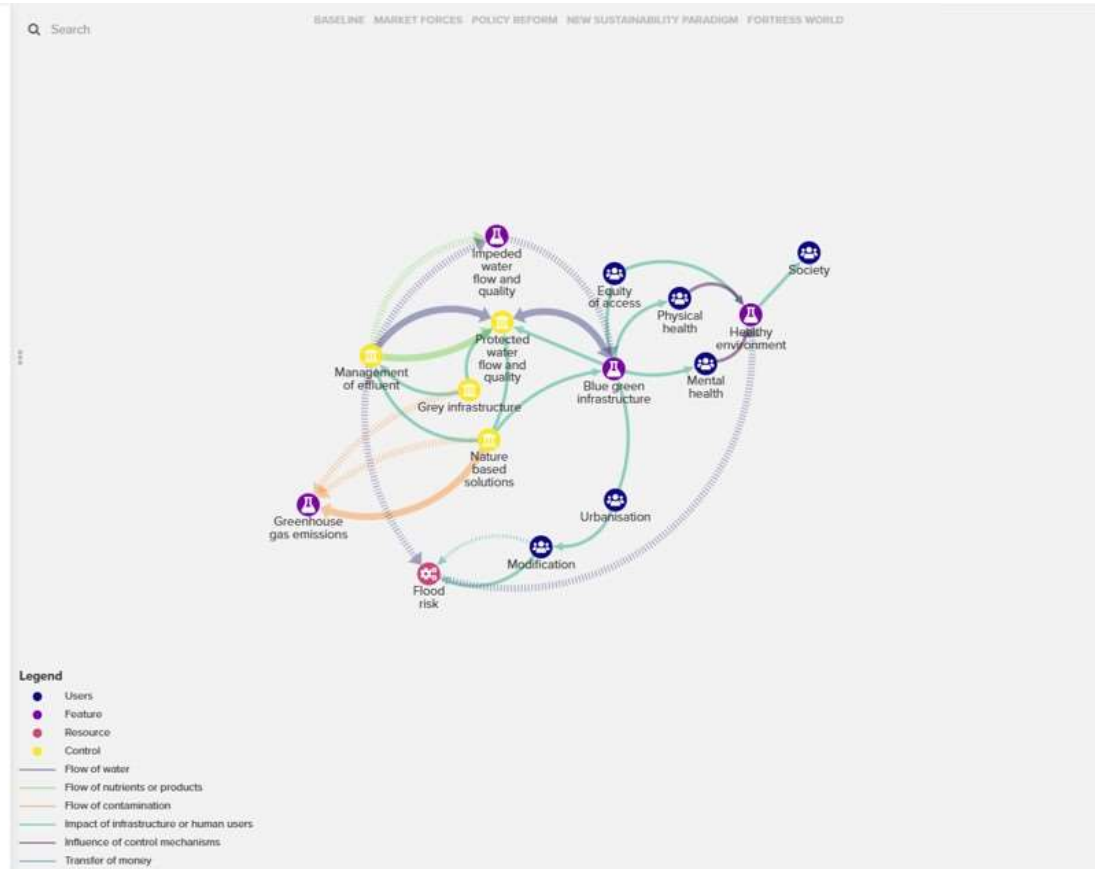 BASELINE MARKET FORCES POLICY REFORM NEW SUSTAINABILITY PARADIGM FORTRESS WORLD
Search
Impeded
water
flow and
quality
Society
Equity
of access
Physical
health
Healthy
environment
Protected
water
flow and
quality
Management
of effluent
Blue green
infrastructure
Mental
health
Grey infrastructure
Nature
based
solutions
Greenhouse
gas emissions
Urbanisation
Modification
Flood
risk
Legend
Users
Feature
Resource
Control
Flow of water
Flow of nutrients or products
Flow of contamination
Impact of infrastructure or human users
Influence of control mechanisms
Transfer of money